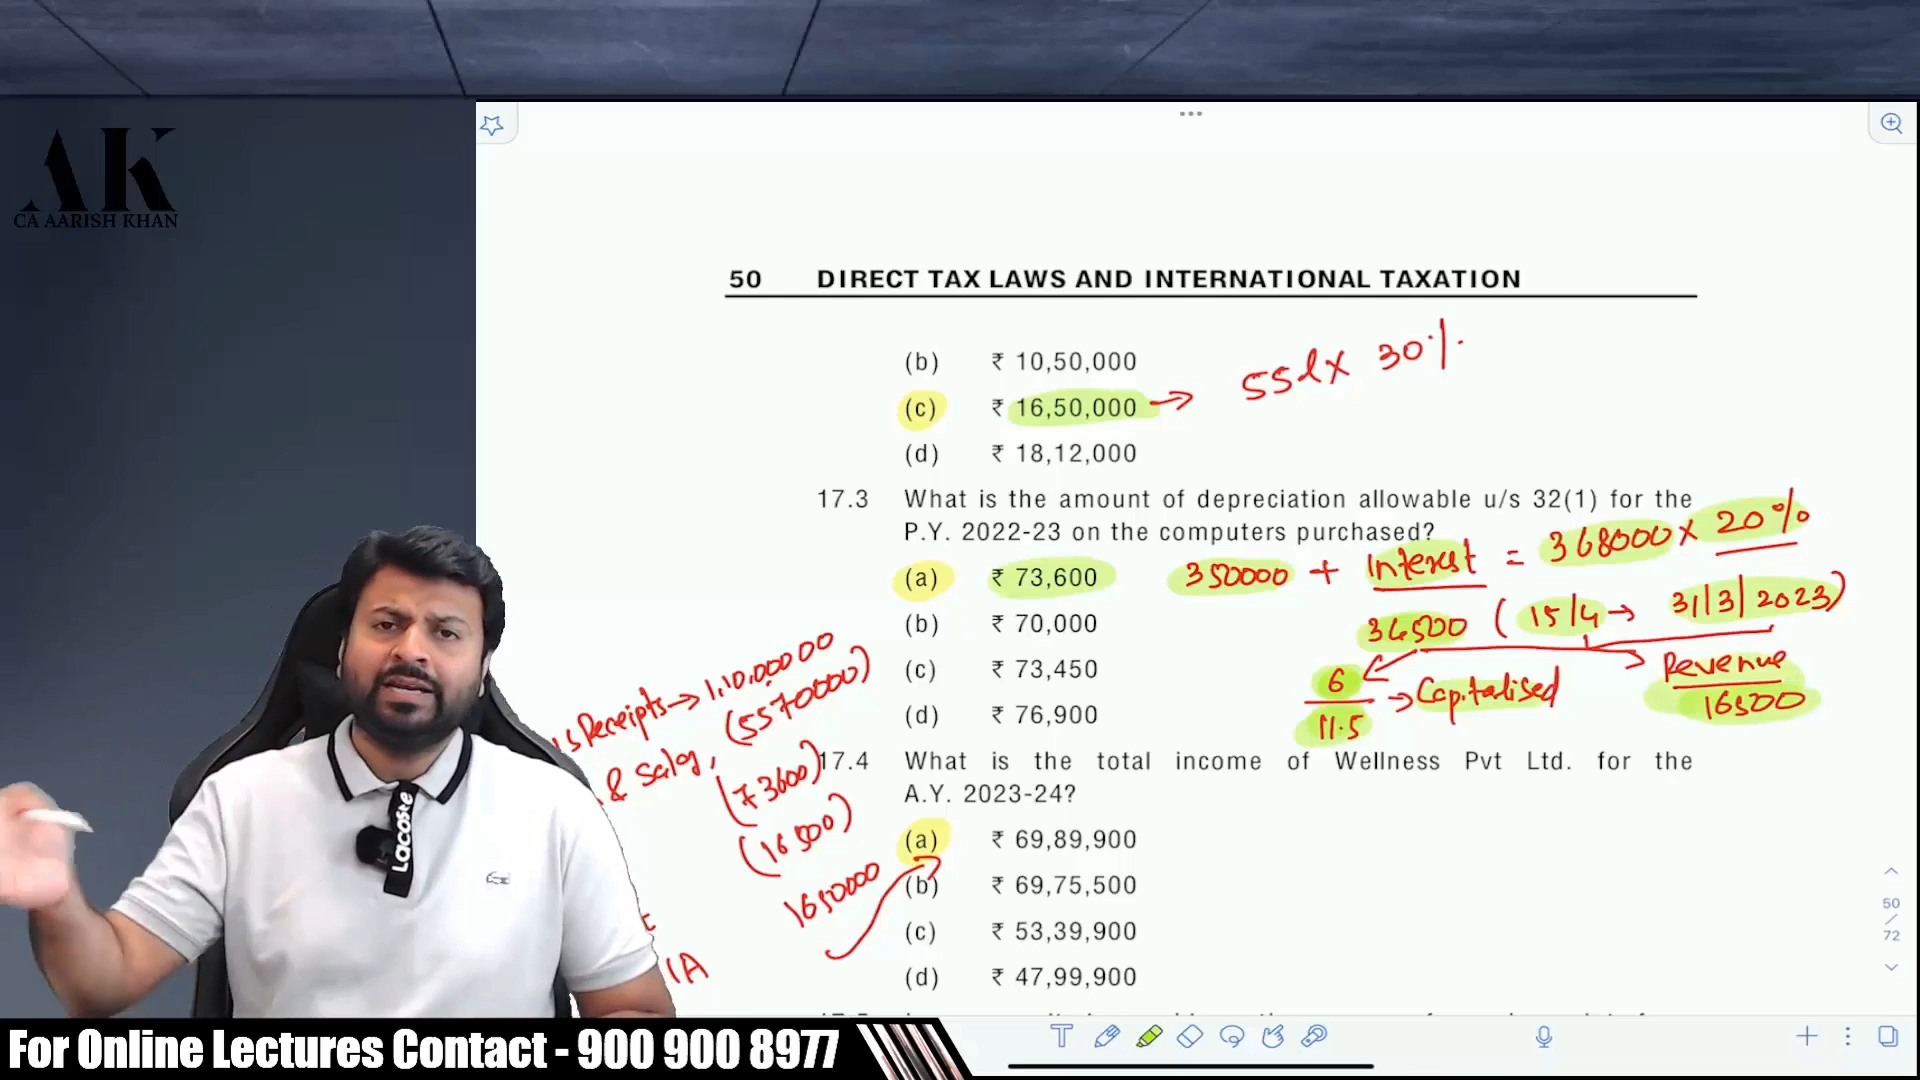 AK
CA AARISH KHAN
50 DIRECT TAX LAWS AND INTERNATIONAL TAXATION
(b) ₹ 10,50,000
(c) ₹ 16,50,000 → 55l x 30%
(d) ₹ 18,12,000
17.3 What is the amount of depreciation allowable u/s 32(1) for the
P.Y. 2022-23 on the computers purchased?
(a) ₹ 73,600 350000 + Interest = 368000 x 20%
34500 ( 15/4 → 31/3/2023)
(b) ₹ 70,000
(c) ₹ 73,450
6
11.5
→ Capitalised
Revenue
16500
(d) ₹ 76,900
Receipts → 1,10,00,000
& Salary, (5570000)
(73600)
(16500)
1650000
17.4 What is the total income of Wellness Pvt Ltd. for the
A.Y. 2023-24?
(a) ₹ 69,89,900
(b) ₹ 69,75,500
(c) ₹ 53,39,900
(d) ₹ 47,99,900
50
/
72
Lacoste
For Online Lectures Contact - 900 900 8977